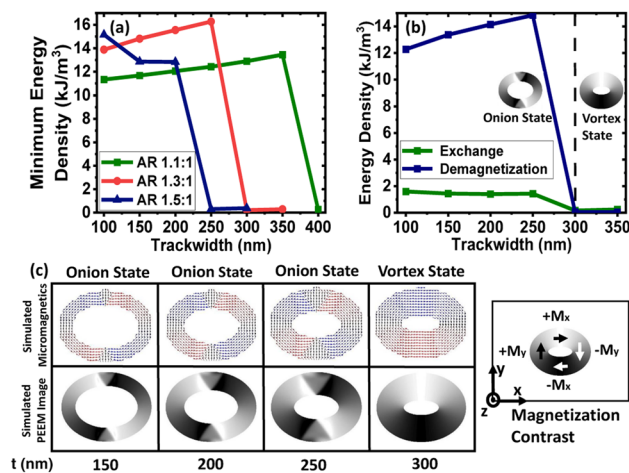 (a)
Minimum Energy
Density (kJ/m³)
16
14
12
10
8
6
4
2
0
AR 1.1:1
AR 1.3:1
AR 1.5:1
100 150 200 250 300 350 400
Trackwidth (nm)
(b)
Energy Density (kJ/m³)
14
12
10
8
6
4
2
0
Onion State
Vortex
State
Exchange
Demagnetization
100 150 200 250 300 350
Trackwidth (nm)
(c)
Onion State Onion State Onion State Vortex State
Simulated
Micromagnetics
Simulated
PEEM Image
t (nm) 150 200 250 300
+Mx
+My -My
-Mx
y
z x
Magnetization
Contrast